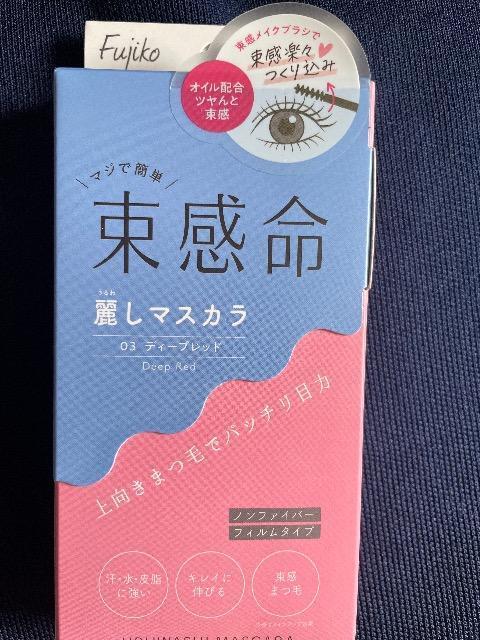 Fujiko
束感メイクブラシで
束感楽々
つくり込み
オイル配合
ツヤんと
束感
マジで簡単
束感命
うるわ
麗しマスカラ
03 ディープレッド
Deep Red
上向きまつ毛でパッチリ目力
ノンファイバー
フィルムタイプ
汗・水・皮脂
に強い
キレイに
伸びる
束感
まつ毛
MASCARA